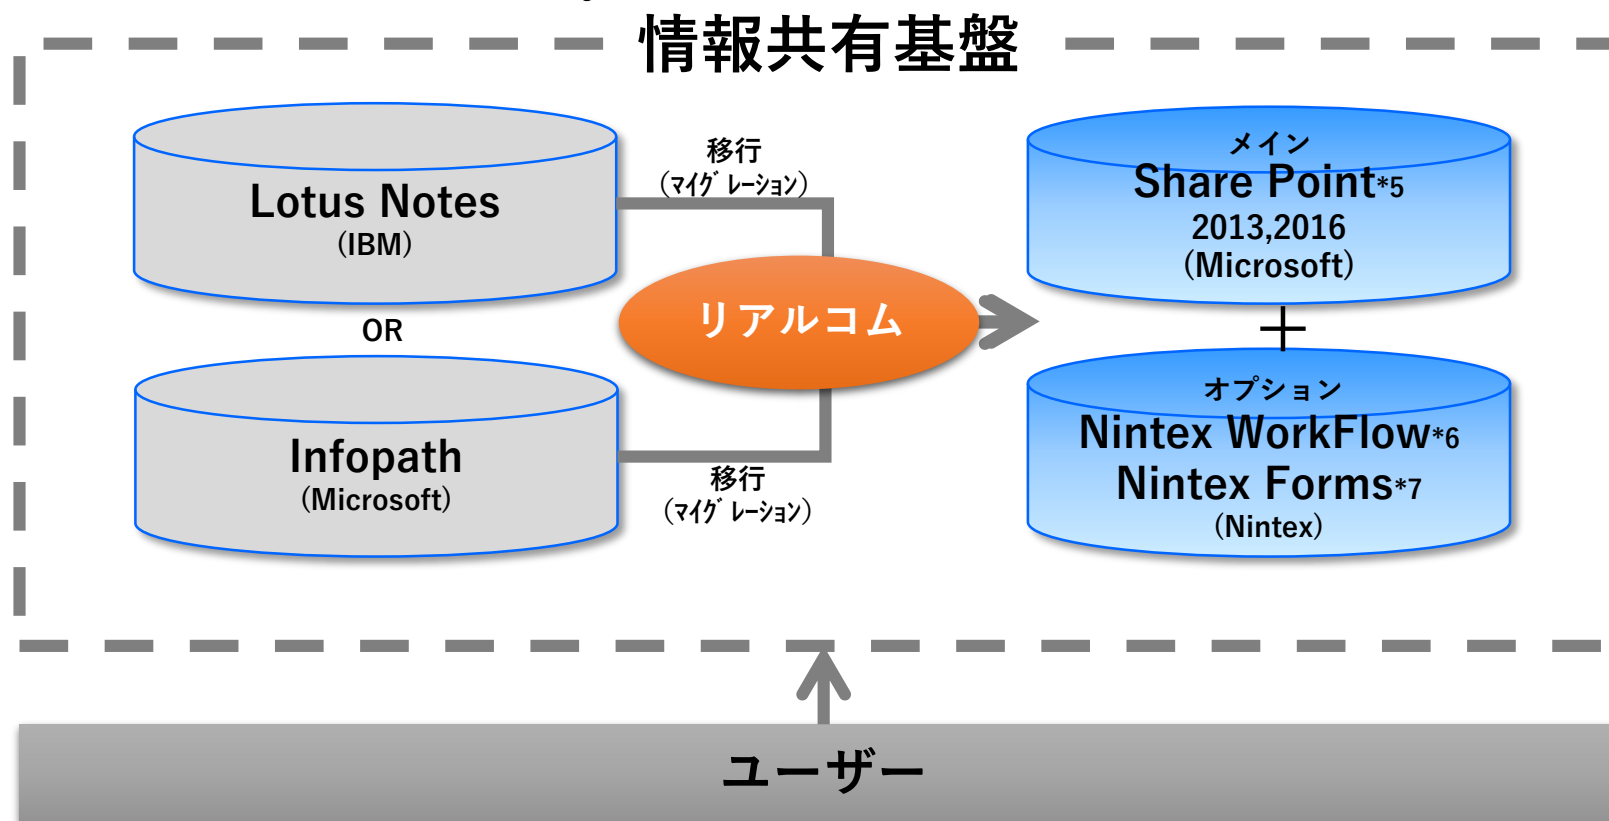 情報共有基盤
Lotus Notes
(IBM)
OR
Infopath
(Microsoft)
移行
(ﾏｲｸﾞﾚｰｼｮﾝ)
リアルコム
移行
(ﾏｲｸﾞﾚｰｼｮﾝ)
メイン
Share Point*5
2013,2016
(Microsoft)
＋
オプション
Nintex WorkFlow*6
Nintex Forms*7
(Nintex)
ユーザー